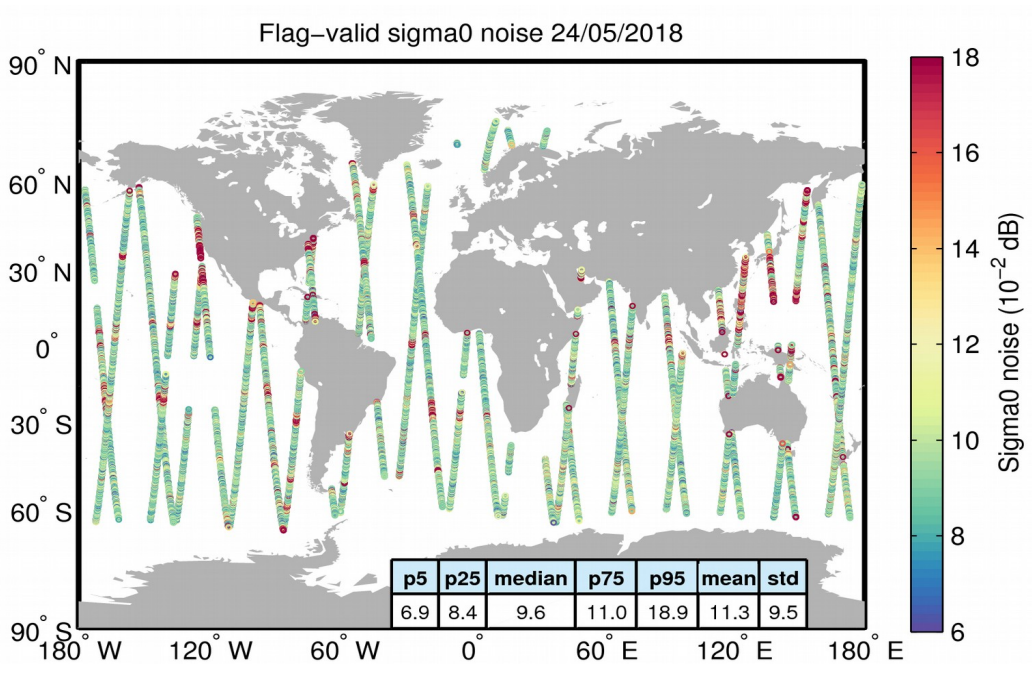 Flag−valid sigma0 noise 24/05/2018
90° N
60° N
30° N
0°
30° S
60° S
90° S
180° W
120° W
60° W
0°
60° E
120° E
180° E
p5 p25 median p75 p95 mean std
6.9 8.4 9.6 11.0 18.9 11.3 9.5
18
16
14
12
10
8
6
Sigma0 noise (10⁻² dB)